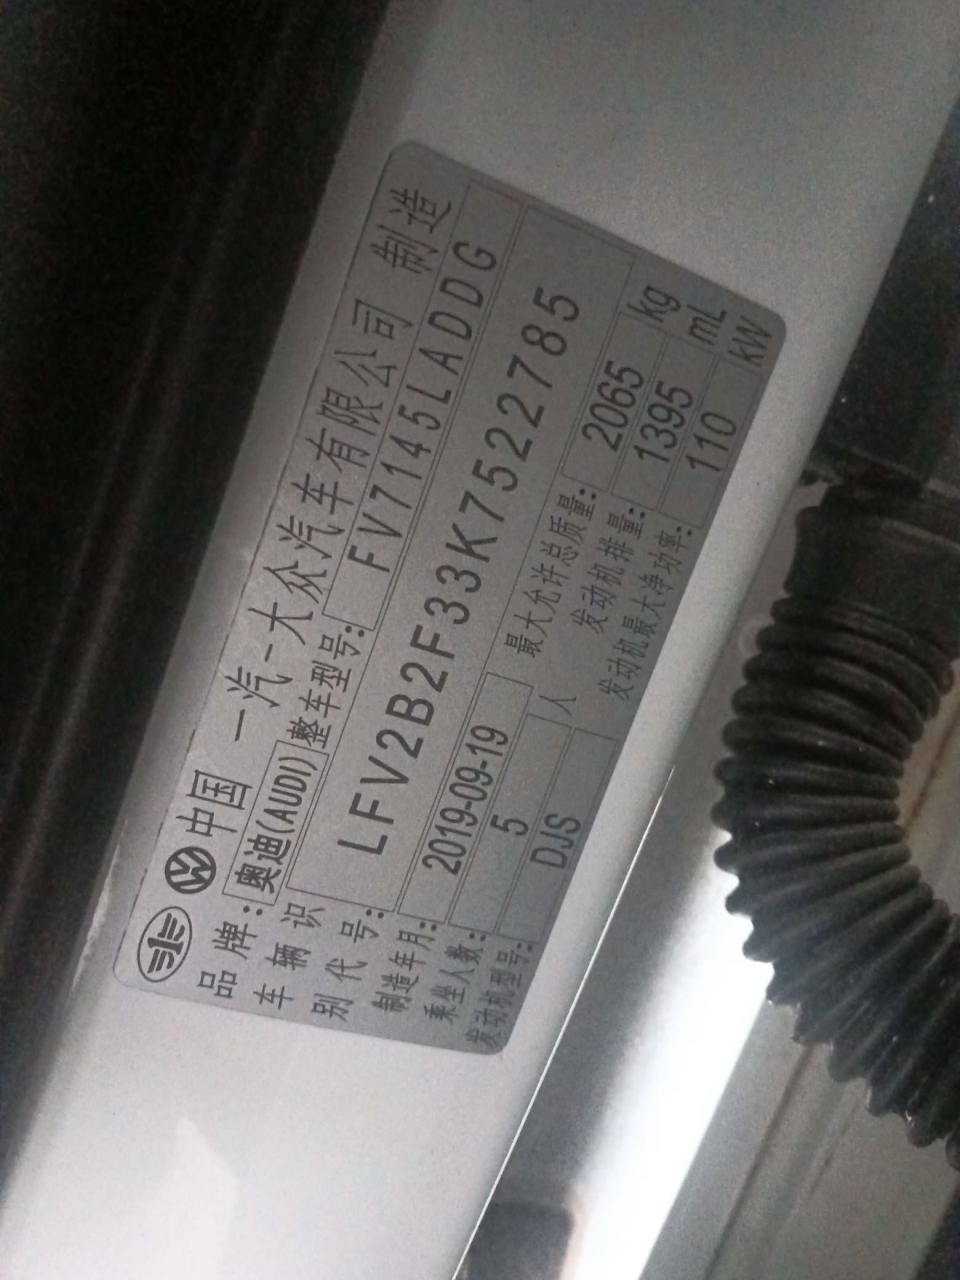 中国 一汽-大众汽车有限公司 制造
品牌: 奥迪(AUDI) 整车型号: FV7145LADDG
车辆识别代号: LFV2B2F33K7522785
制造年月: 2019-09-19 最大允许总质量: 2065 kg
乘坐人数: 5 人 发动机排量: 1395 mL
发动机型号: DJS 发动机最大净功率: 110 kW